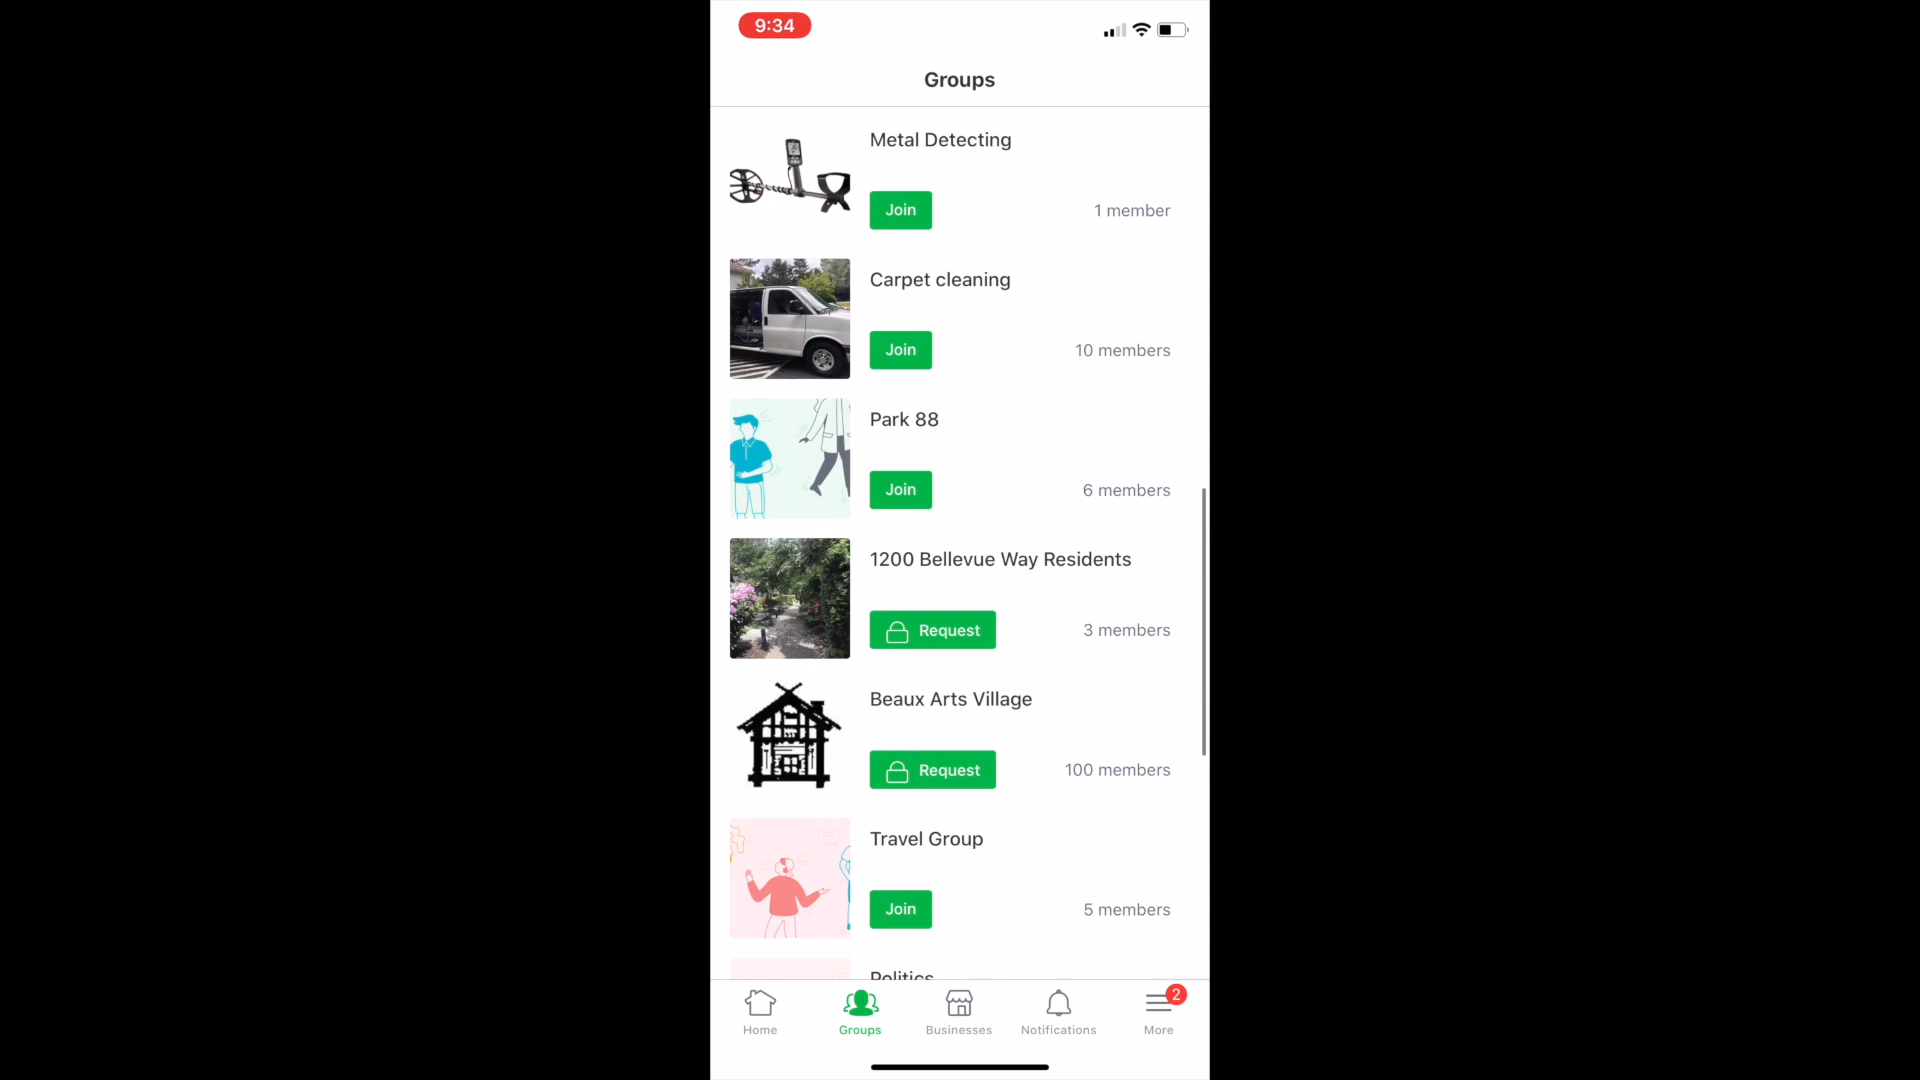 9:34
Groups
Metal Detecting
Join
1 member
Carpet cleaning
Join
10 members
Park 88
Join
6 members
1200 Bellevue Way Residents
Request
3 members
Beaux Arts Village
Request
100 members
Travel Group
Join
5 members
Politics
2
Home
Groups
Businesses
Notifications
More